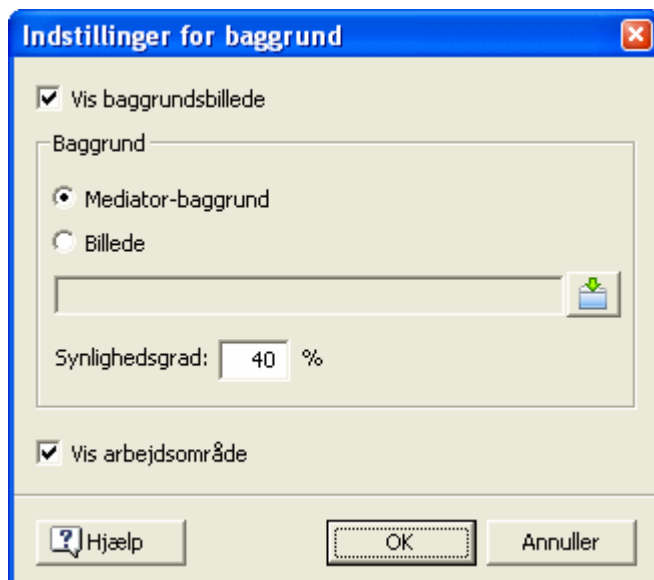 Indstillinger for baggrund
Vis baggrundsbillede
Baggrund
Mediator-baggrund
Billede
Synlighedsgrad: 40 %
Vis arbejdsområde
Hjælp OK Annuller